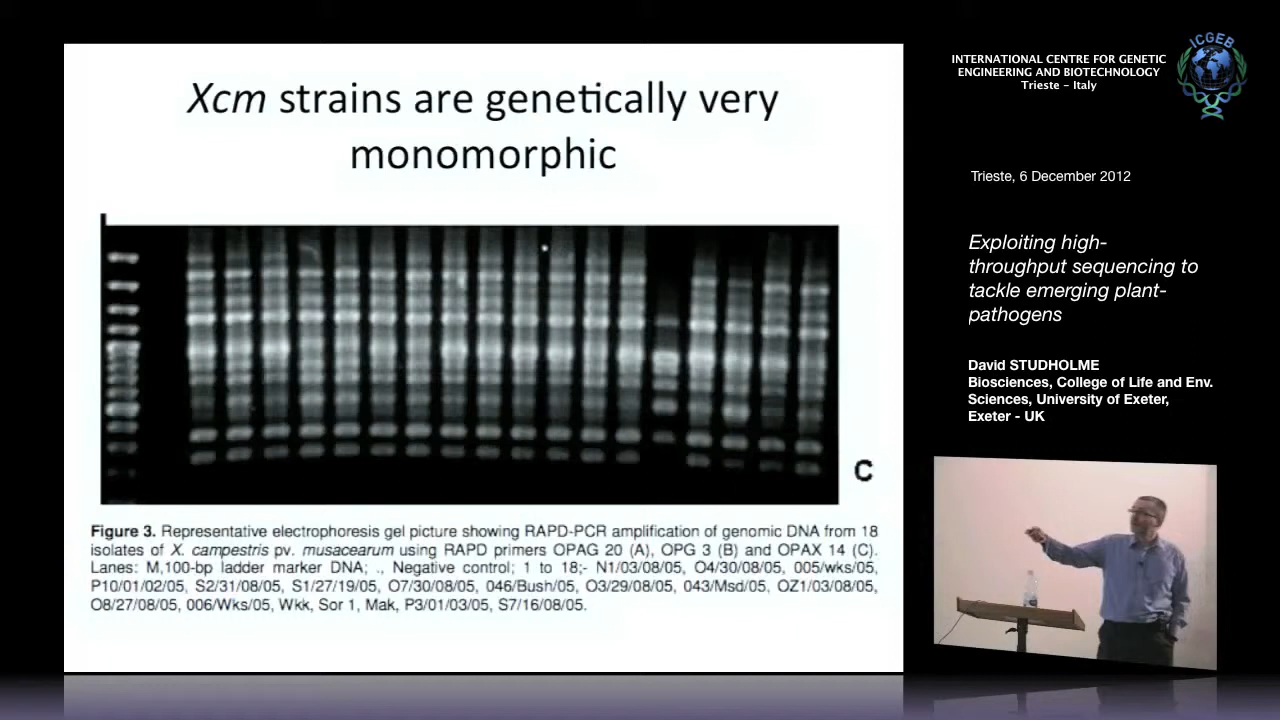 Xcm strains are genetically very
monomorphic
C
Figure 3. Representative electrophoresis gel picture showing RAPD-PCR amplification of genomic DNA from 18
isolates of X. campestris pv. musacearum using RAPD primers OPAG 20 (A), OPG 3 (B) and OPAX 14 (C).
Lanes: M,100-bp ladder marker DNA; ., Negative control; 1 to 18;- N1/03/08/05, O4/30/08/05, 005/wks/05,
P10/01/02/05, S2/31/08/05, S1/27/19/05, O7/30/08/05, 046/Bush/05, O3/29/08/05, 043/Msd/05, OZ1/03/08/05,
O8/27/08/05, 006/Wks/05, Wkk, Sor 1, Mak, P3/01/03/05, S7/16/08/05.
INTERNATIONAL CENTRE FOR GENETIC
ENGINEERING AND BIOTECHNOLOGY
Trieste - Italy
ICGEB
Trieste, 6 December 2012
Exploiting high-
throughput sequencing to
tackle emerging plant-
pathogens
David STUDHOLME
Biosciences, College of Life and Env.
Sciences, University of Exeter,
Exeter - UK